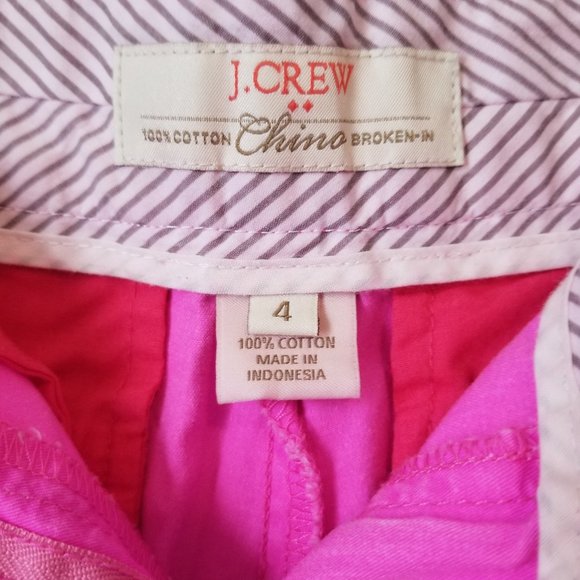 J.CREW
100% COTTON Chino BROKEN-IN
4
100% COTTON
MADE IN
INDONESIA